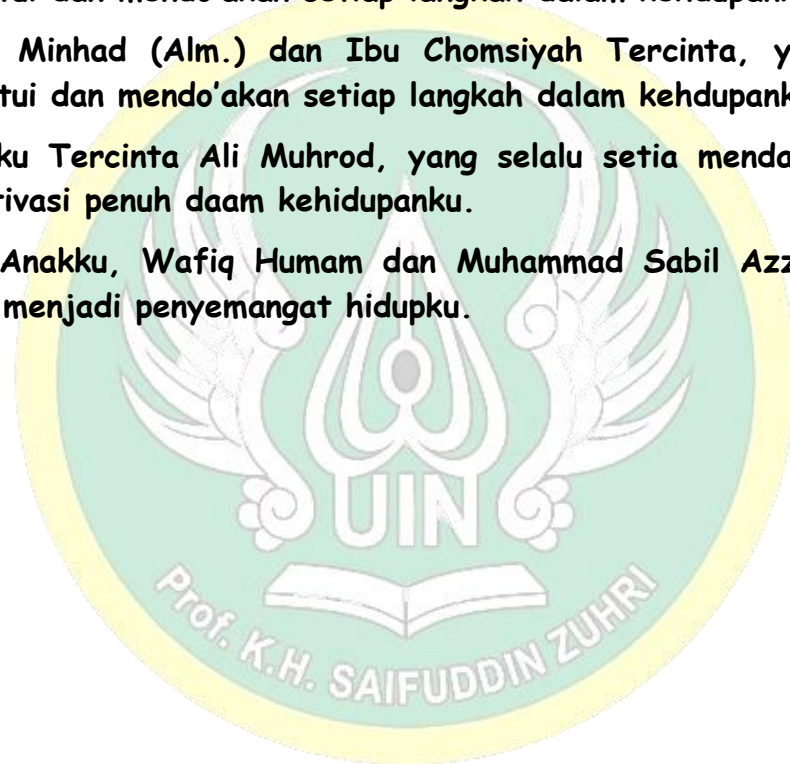 Minhad (Alm.) dan Ibu Chomsiyah Tercinta, y
tui dan mendo'akan setiap langkah dalam kehdupank
ku Tercinta Ali Muhrod, yang selalu setia menda
ivasi penuh daam kehidupanku.
Anakku, Wafiq Humam dan Muhammad Sabil Azz
menjadi penyemangat hidupku.
UIN
Prof. K.H. SAIFUDDIN ZUHRI